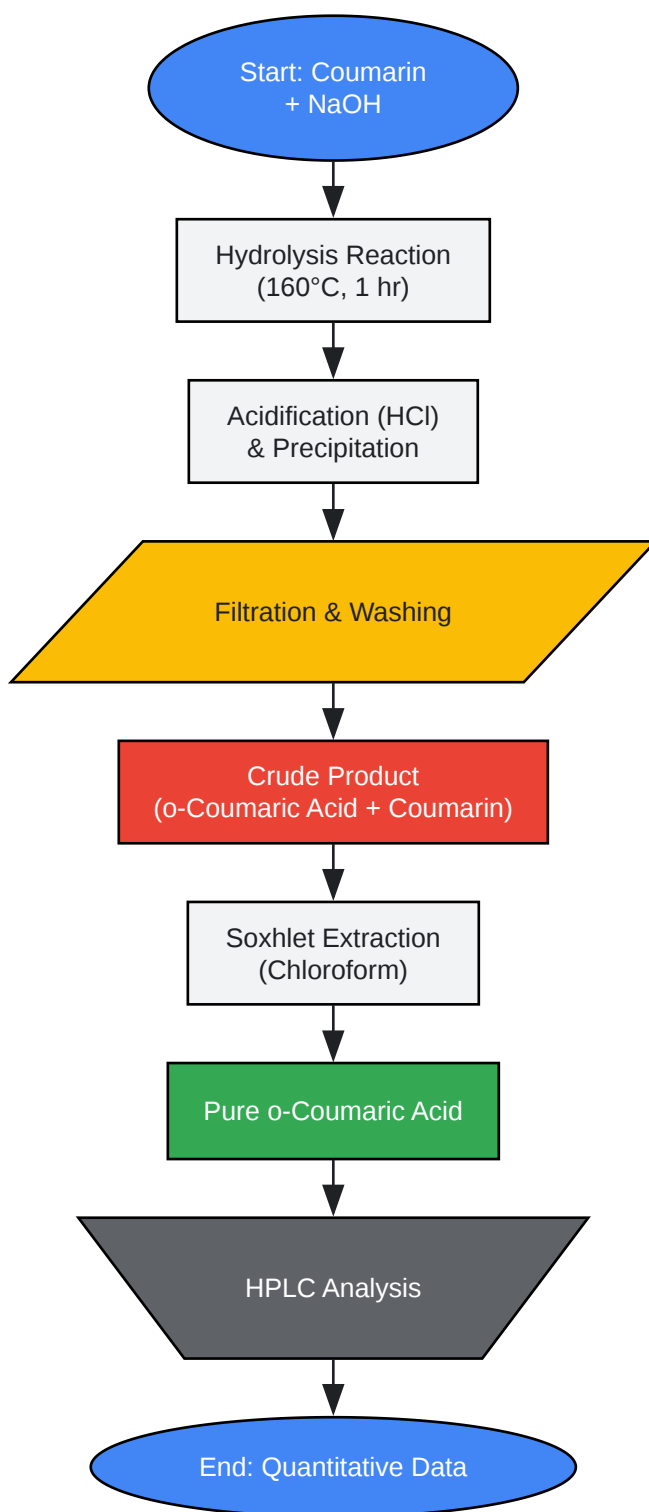 Start: Coumarin
+ NaOH
Hydrolysis Reaction
(160°C, 1 hr)
Acidification (HCl)
& Precipitation
Filtration & Washing
Crude Product
(o-Coumaric Acid + Coumarin)
Soxhlet Extraction
(Chloroform)
Pure o-Coumaric Acid
HPLC Analysis
End: Quantitative Data